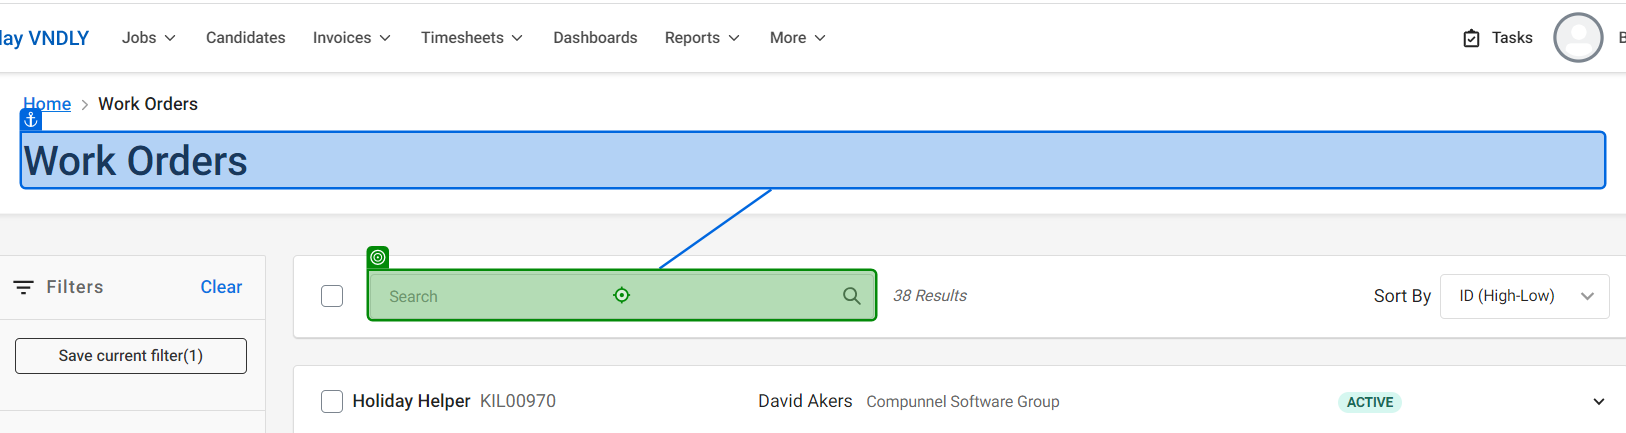 day VNDLY Jobs Candidates Invoices Timesheets Dashboards Reports More Tasks
Home > Work Orders
Work Orders
Filters Clear
Search 38 Results Sort By ID (High-Low)
Save current filter(1)
Holiday Helper KIL00970 David Akers Compunnel Software Group ACTIVE